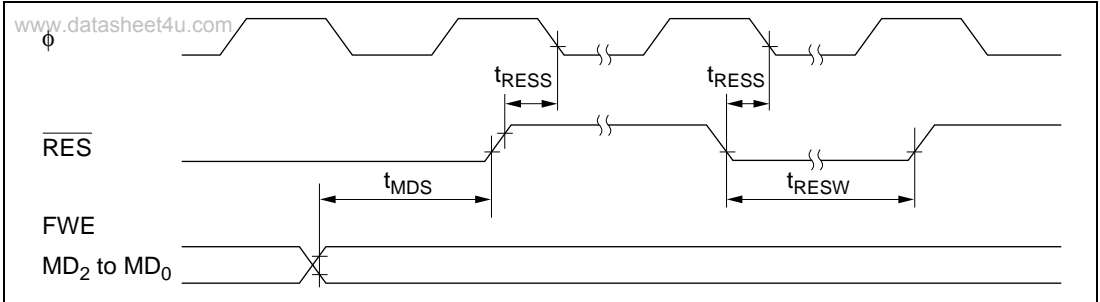 www.datasheet4u.com
ϕ
tRESS tRESS
RES
tMDS tRESW
FWE
MD2 to MD0